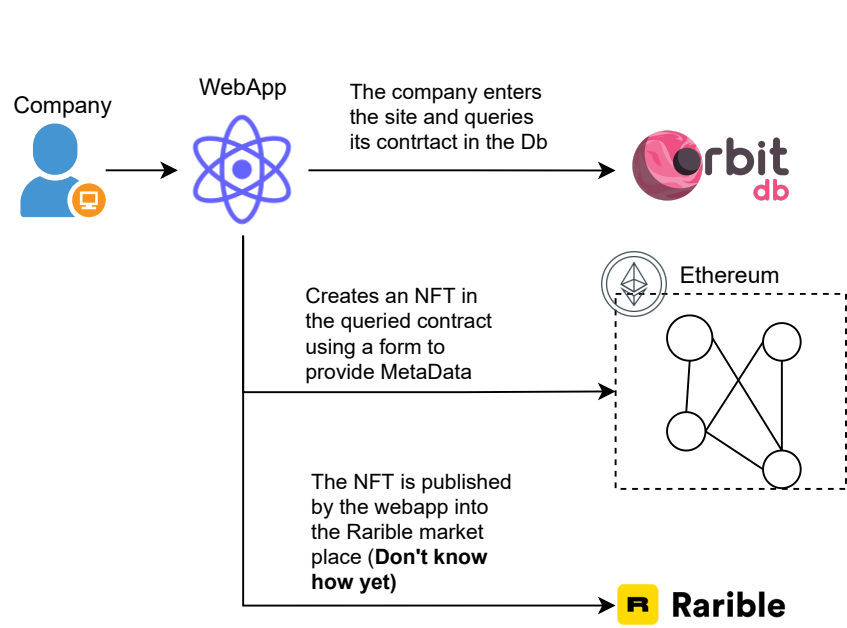 Company
WebApp
The company enters
the site and queries
its contrtact in the Db
rbit
db
Ethereum
Creates an NFT in
the queried contract
using a form to
provide MetaData
The NFT is published
by the webapp into
the Rarible market
place (Don't know
how yet)
R Rarible